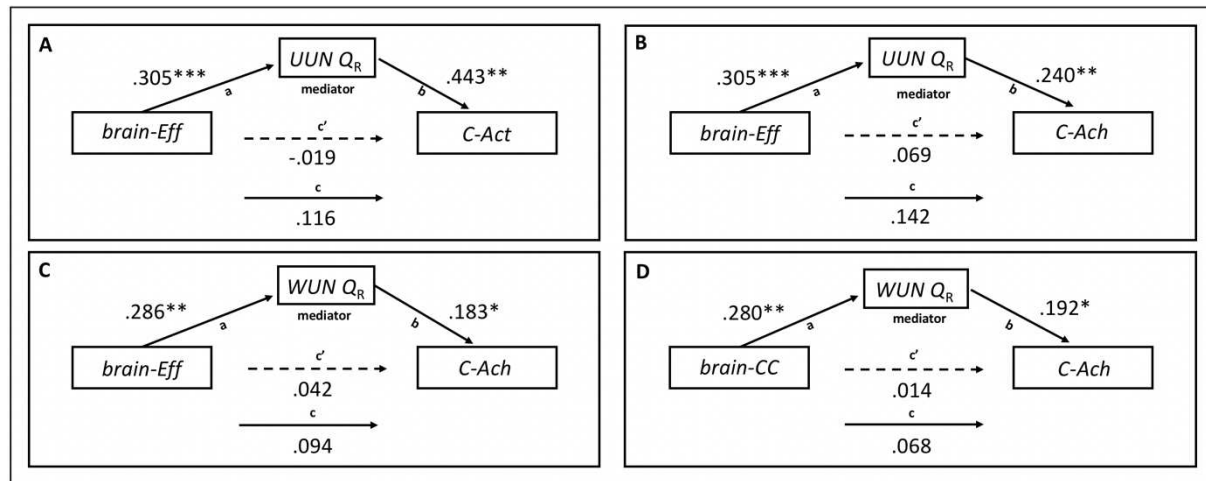 A
UUN QR
mediator
.305***
a
.443**
b
brain-Eff
C-Act
c'
-.019
c
.116
B
UUN QR
mediator
.305***
a
.240**
b
brain-Eff
C-Ach
c'
.069
c
.142
C
WUN QR
mediator
.286**
a
.183*
b
brain-Eff
C-Ach
c'
.042
c
.094
D
WUN QR
mediator
.280**
a
.192*
b
brain-CC
C-Ach
c'
.014
c
.068